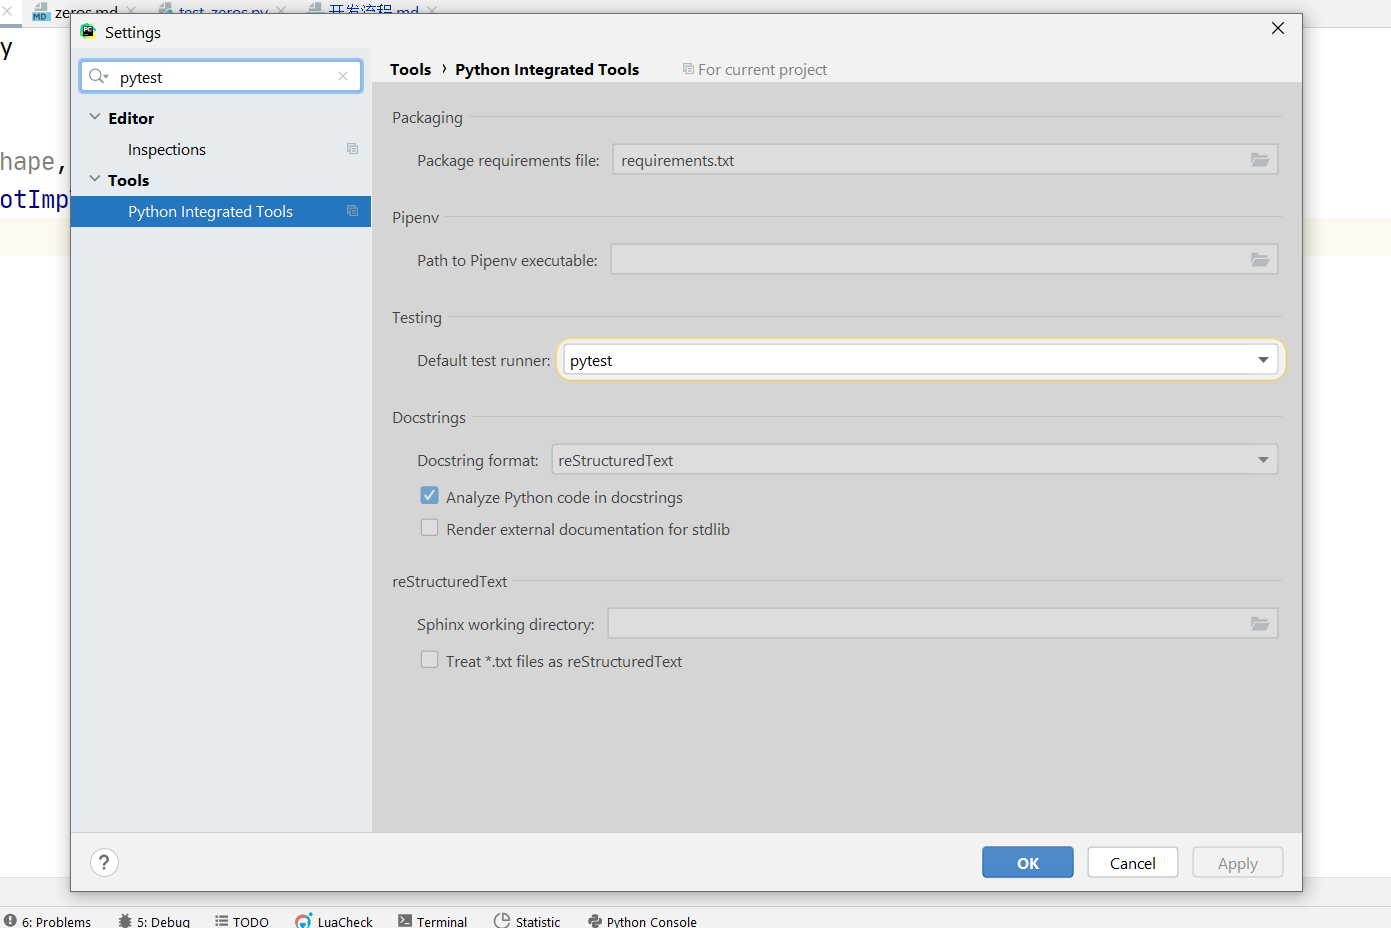 zeros.md
test_zeros.py
开发流程.md
y
Settings
pytest
Tools › Python Integrated Tools
For current project
Editor
Packaging
Inspections
hape,
Package requirements file:
requirements.txt
Tools
otImp
Python Integrated Tools
Pipenv
Path to Pipenv executable:
Testing
Default test runner:
pytest
Docstrings
Docstring format:
reStructuredText
Analyze Python code in docstrings
Render external documentation for stdlib
reStructuredText
Sphinx working directory:
Treat *.txt files as reStructuredText
?
OK
Cancel
Apply
6: Problems
5: Debug
TODO
LuaCheck
Terminal
Statistic
Python Console